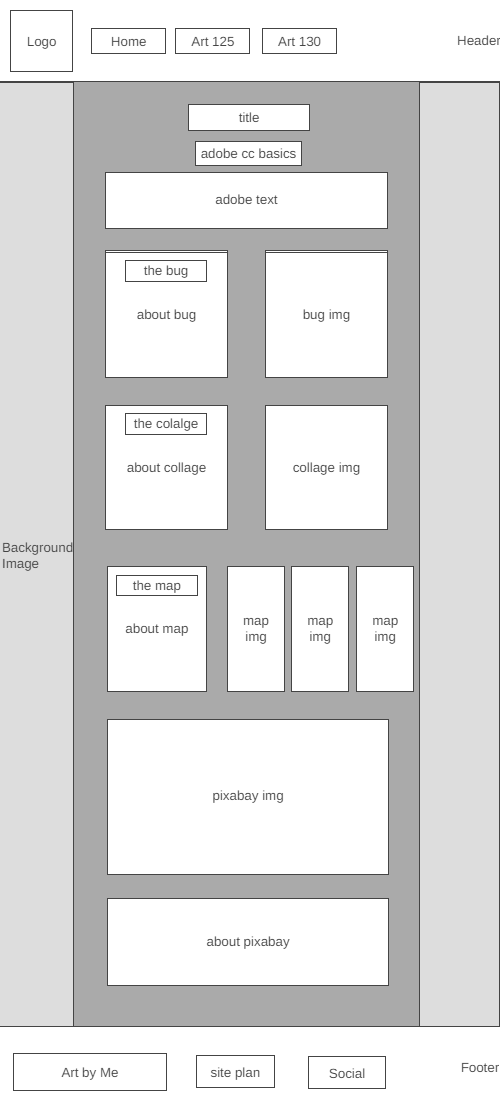 Logo
Home
Art 125
Art 130
Header
title
adobe cc basics
adobe text
the bug
about bug
bug img
the colalge
about collage
collage img
Background
Image
the map
about map
map
img
map
img
map
img
pixabay img
about pixabay
Art by Me
site plan
Social
Footer